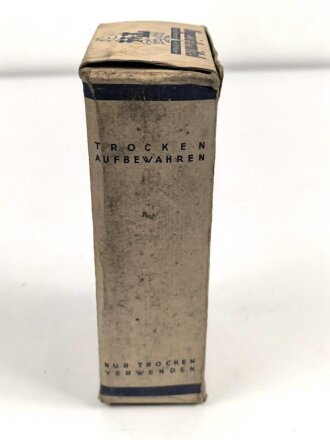 TROCKEN
AUFBEWAHREN
NUR TROCKEN
VERWENDEN